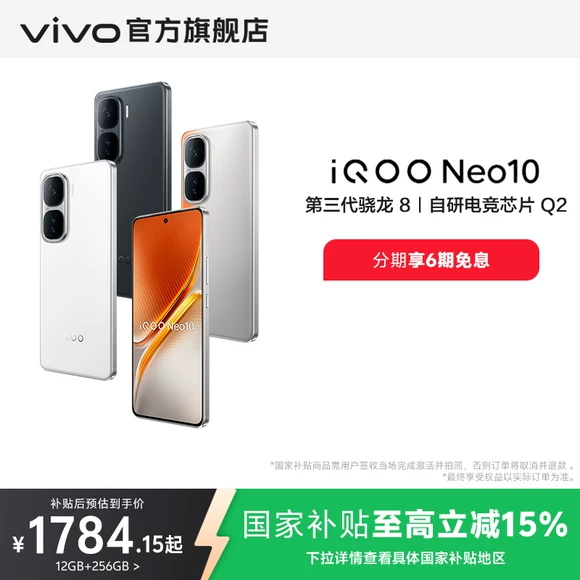 vivo 官方旗舰店
iQOO Neo10
第三代骁龙 8 | 自研电竞芯片 Q2
分期享6期免息
iQOO
iQOO Neo10
*国家补贴商品需用户签收当场完成激活并拍照，否则订单将取消并退款。
*最终享受权益以实际订单为准。
补贴后预估到手价
¥1784.15起
12GB+256GB >
国家补贴至高立减15%
下拉详情查看具体国家补贴地区